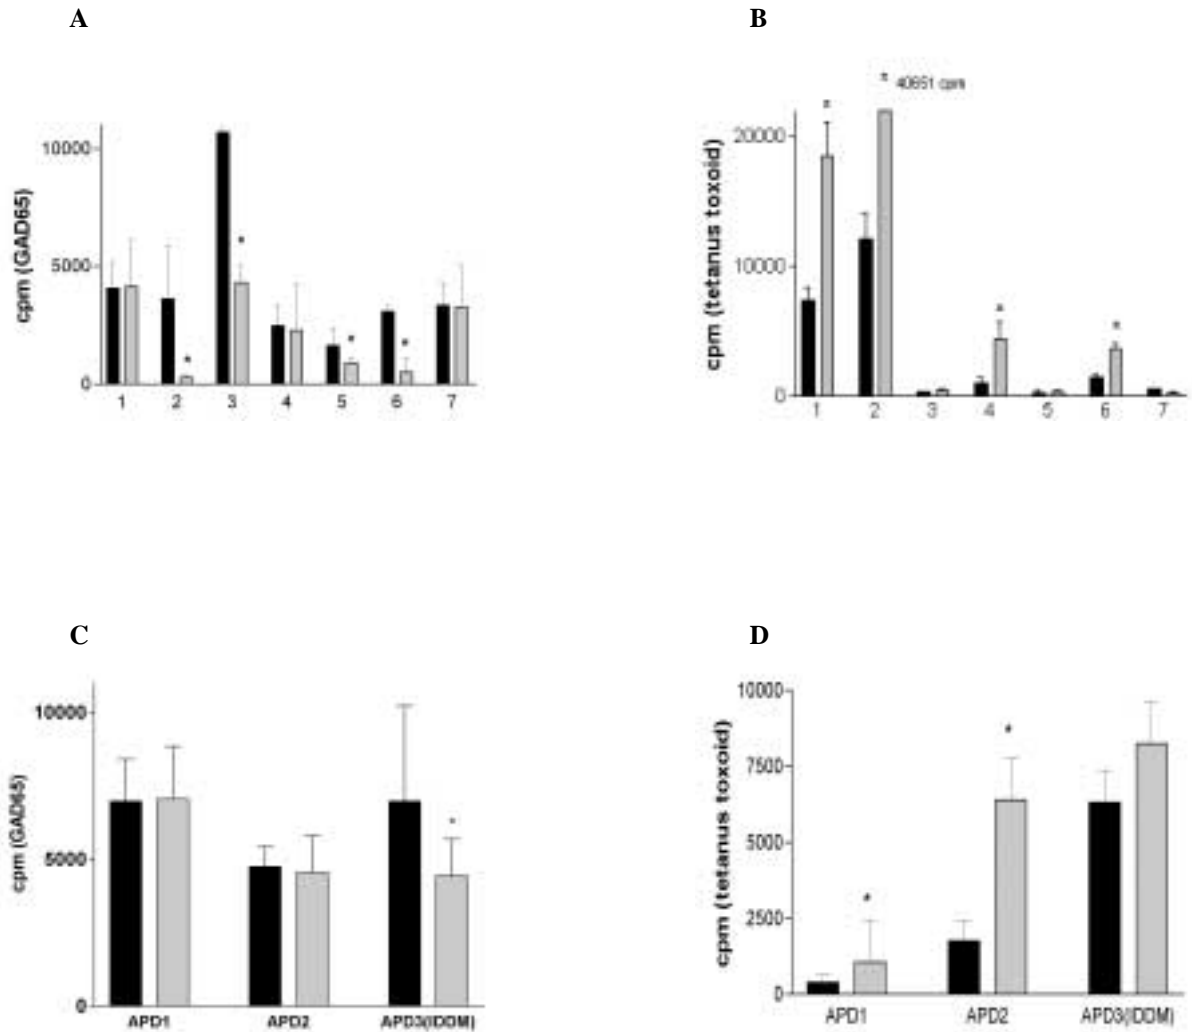 A
cpm (GAD65)
10000
5000
0
1 2 3 4 5 6 7
* * * *
B
cpm (tetanus toxoid)
* 40651 cpm
20000
10000
0
1 2 3 4 5 6 7
C
cpm (GAD65)
10000
5000
0
APD1 APD2 APD3(IDDM)
*
D
cpm (tetanus toxoid)
10000
7500
5000
2500
0
APD1 APD2 APD3(IDDM)